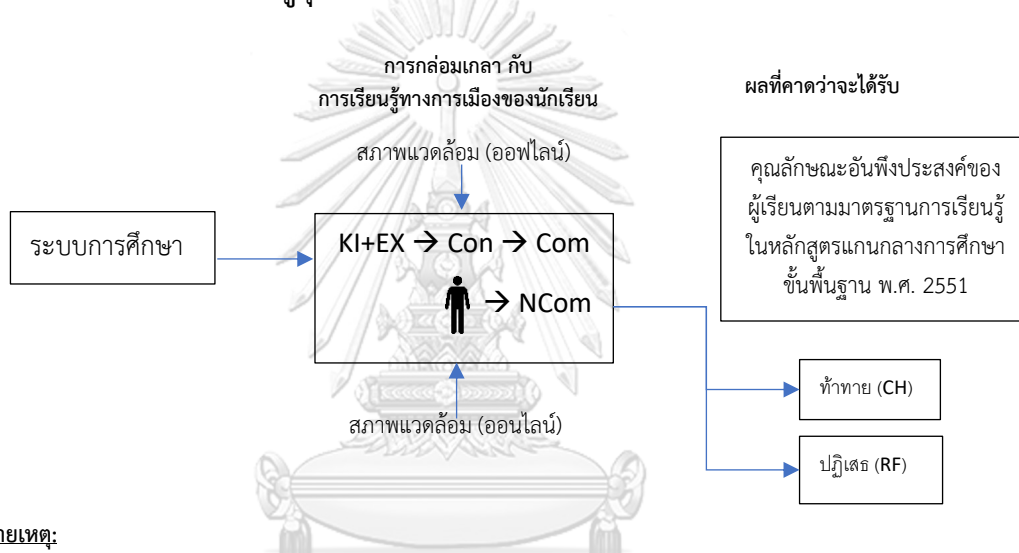 การกล่อมเกลา กับ
การเรียนรู้ทางการเมืองของนักเรียน
สภาพแวดล้อม (ออฟไลน์)
ระบบการศึกษา
KI+EX → Con → Com
→ NCom
สภาพแวดล้อม (ออนไลน์)
ผลที่คาดว่าจะได้รับ
คุณลักษณะอันพึงประสงค์ของ
ผู้เรียนตามมาตรฐานการเรียนรู้
ในหลักสูตรแกนกลางการศึกษา
ขั้นพื้นฐาน พ.ศ. 2551
ท้าทาย (CH)
ปฏิเสธ (RF)